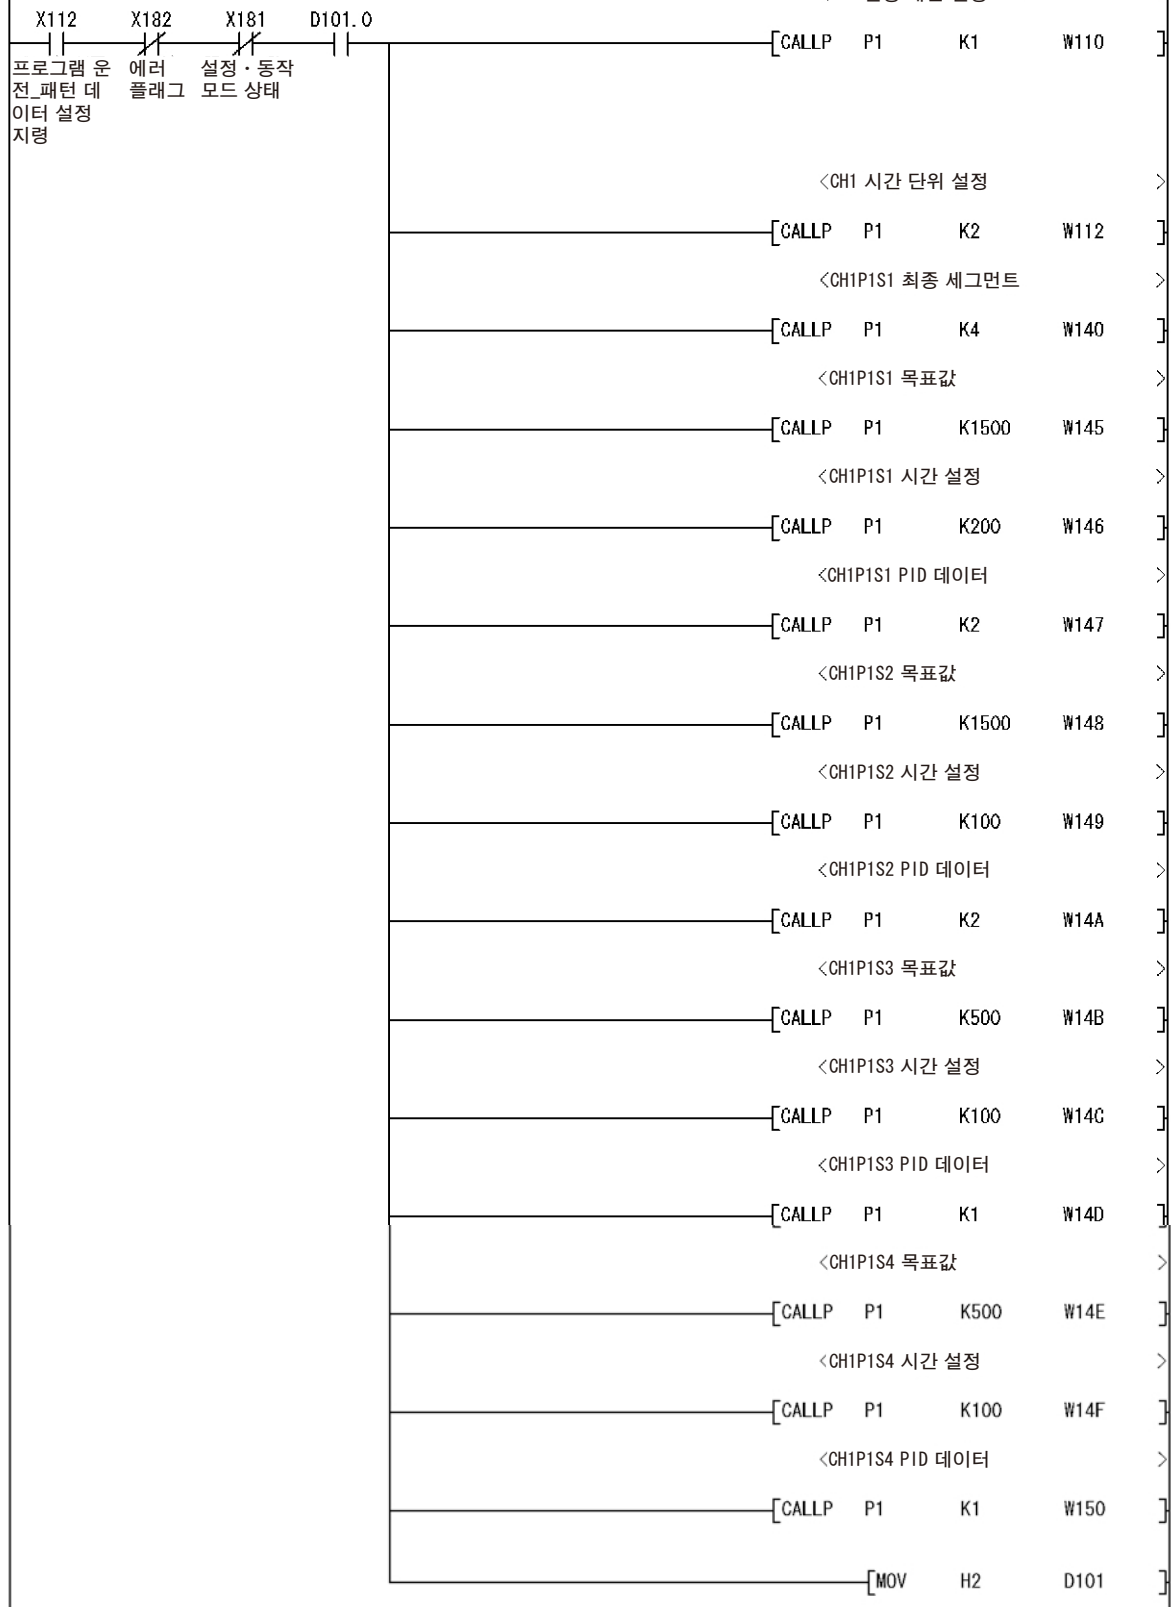 X112 X182 X181 D101.0
[CALLP P1 K1 W110 ]
프로그램 운 에러 설정・동작
전_패턴 데 플래그 모드 상태
이터 설정
지령
<CH1 시간 단위 설정 >
[CALLP P1 K2 W112 ]
<CH1P1S1 최종 세그먼트 >
[CALLP P1 K4 W140 ]
<CH1P1S1 목표값 >
[CALLP P1 K1500 W145 ]
<CH1P1S1 시간 설정 >
[CALLP P1 K200 W146 ]
<CH1P1S1 PID 데이터 >
[CALLP P1 K2 W147 ]
<CH1P1S2 목표값 >
[CALLP P1 K1500 W148 ]
<CH1P1S2 시간 설정 >
[CALLP P1 K100 W149 ]
<CH1P1S2 PID 데이터 >
[CALLP P1 K2 W14A ]
<CH1P1S3 목표값 >
[CALLP P1 K500 W14B ]
<CH1P1S3 시간 설정 >
[CALLP P1 K100 W14C ]
<CH1P1S3 PID 데이터 >
[CALLP P1 K1 W14D ]
<CH1P1S4 목표값 >
[CALLP P1 K500 W14E ]
<CH1P1S4 시간 설정 >
[CALLP P1 K100 W14F ]
<CH1P1S4 PID 데이터 >
[CALLP P1 K1 W150 ]
[MOV H2 D101 ]